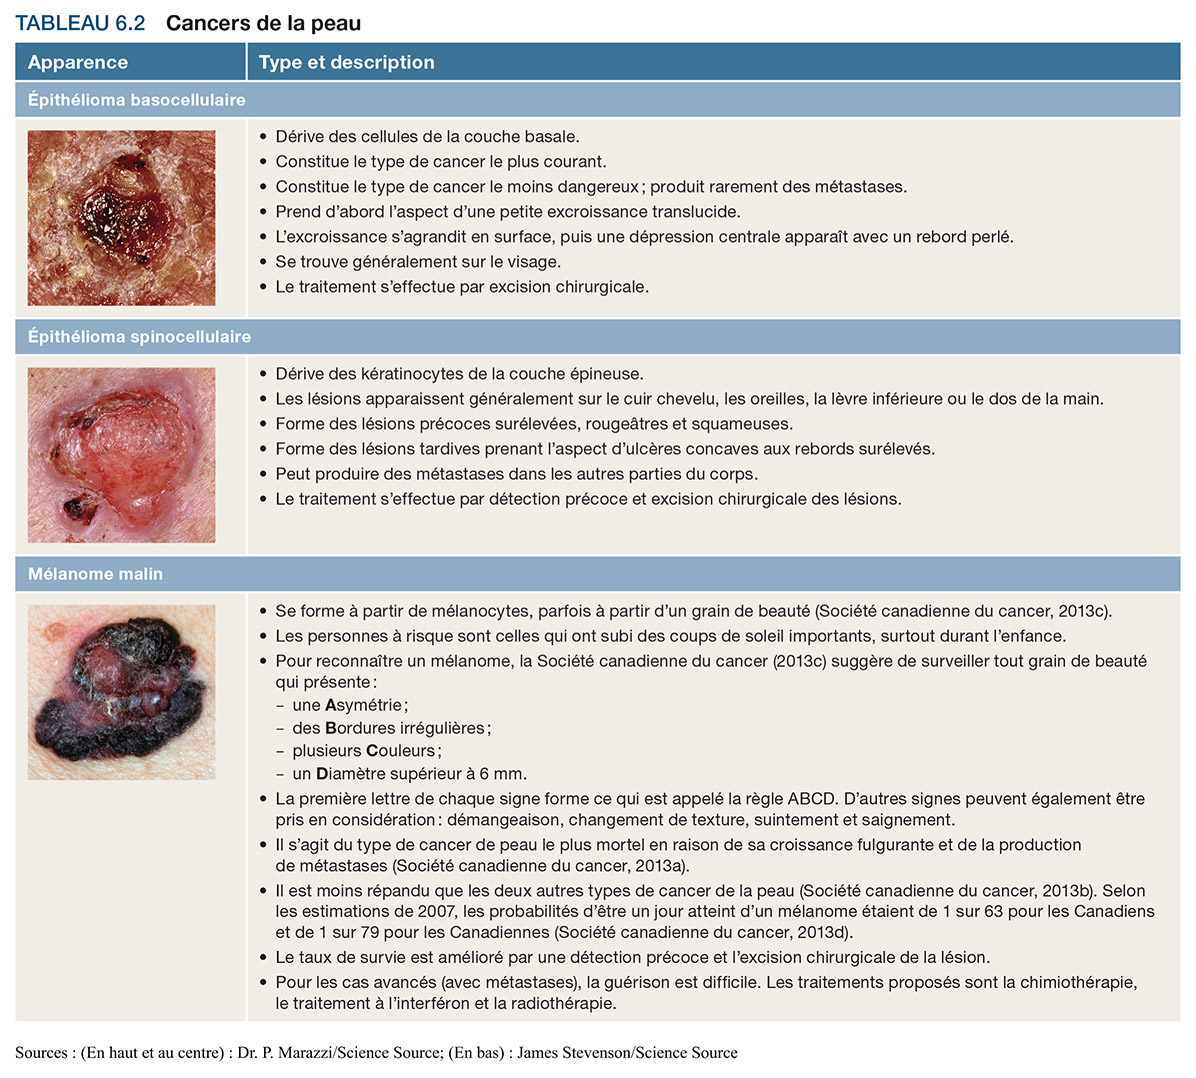 TABLEAU 6.2 Cancers de la peau
Apparence
Type et description
Épithélioma basocellulaire
• Dérive des cellules de la couche basale.
• Constitue le type de cancer le plus courant.
• Constitue le type de cancer le moins dangereux ; produit rarement des métastases.
• Prend d’abord l’aspect d’une petite excroissance translucide.
• L’excroissance s’agrandit en surface, puis une dépression centrale apparaît avec un rebord perlé.
• Se trouve généralement sur le visage.
• Le traitement s’effectue par excision chirurgicale.
Épithélioma spinocellulaire
• Dérive des kératinocytes de la couche épineuse.
• Les lésions apparaissent généralement sur le cuir chevelu, les oreilles, la lèvre inférieure ou le dos de la main.
• Forme des lésions précoces surélevées, rougeâtres et squameuses.
• Forme des lésions tardives prenant l’aspect d’ulcères concaves aux rebords surélevés.
• Peut produire des métastases dans les autres parties du corps.
• Le traitement s’effectue par détection précoce et excision chirurgicale des lésions.
Mélanome malin
• Se forme à partir de mélanocytes, parfois à partir d’un grain de beauté (Société canadienne du cancer, 2013c).
• Les personnes à risque sont celles qui ont subi des coups de soleil importants, surtout durant l’enfance.
• Pour reconnaître un mélanome, la Société canadienne du cancer (2013c) suggère de surveiller tout grain de beauté
qui présente :
– une Asymétrie ;
– des Bordures irrégulières ;
– plusieurs Couleurs ;
– un Diamètre supérieur à 6 mm.
• La première lettre de chaque signe forme ce qui est appelé la règle ABCD. D’autres signes peuvent également être
pris en considération : démangeaison, changement de texture, suintement et saignement.
• Il s’agit du type de cancer de peau le plus mortel en raison de sa croissance fulgurante et de la production
de métastases (Société canadienne du cancer, 2013a).
• Il est moins répandu que les deux autres types de cancer de la peau (Société canadienne du cancer, 2013b). Selon
les estimations de 2007, les probabilités d’être un jour atteint d’un mélanome étaient de 1 sur 63 pour les Canadiens
et de 1 sur 79 pour les Canadiennes (Société canadienne du cancer, 2013d).
• Le taux de survie est amélioré par une détection précoce et l’excision chirurgicale de la lésion.
• Pour les cas avancés (avec métastases), la guérison est difficile. Les traitements proposés sont la chimiothérapie,
le traitement à l’interféron et la radiothérapie.
Sources : (En haut et au centre) : Dr. P. Marazzi/Science Source; (En bas) : James Stevenson/Science Source